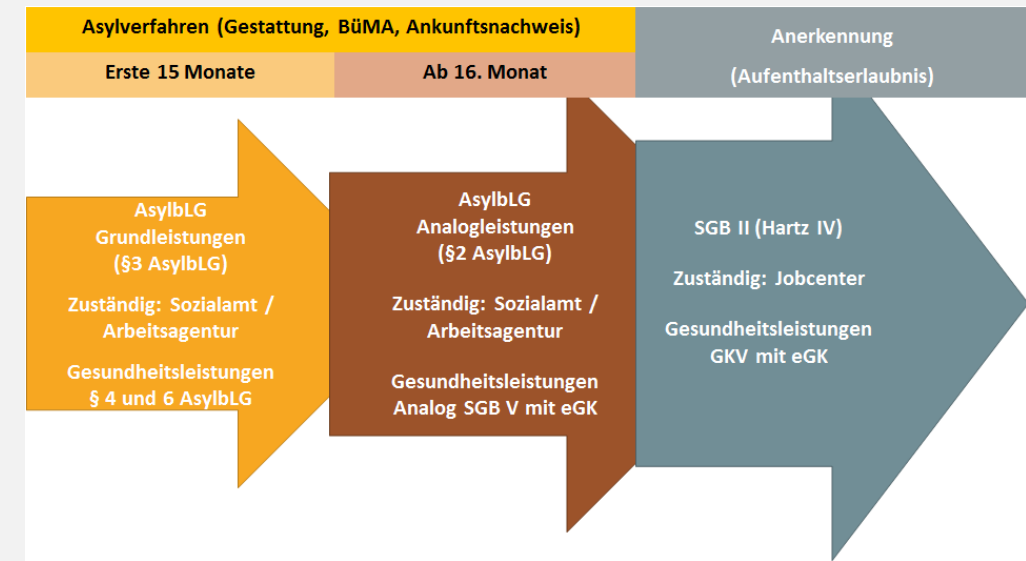 Asylverfahren (Gestattung, BüMA, Ankunftsnachweis)
Erste 15 Monate
Ab 16. Monat
Anerkennung
(Aufenthaltserlaubnis)
AsylbLG
Grundleistungen
(§3 AsylbLG)
Zuständig: Sozialamt /
Arbeitsagentur
Gesundheitsleistungen
§ 4 und 6 AsylbLG
AsylbLG
Analogleistungen
(§2 AsylbLG)
Zuständig: Sozialamt /
Arbeitsagentur
Gesundheitsleistungen
Analog SGB V mit eGK
SGB II (Hartz IV)
Zuständig: Jobcenter
Gesundheitsleistungen
GKV mit eGK